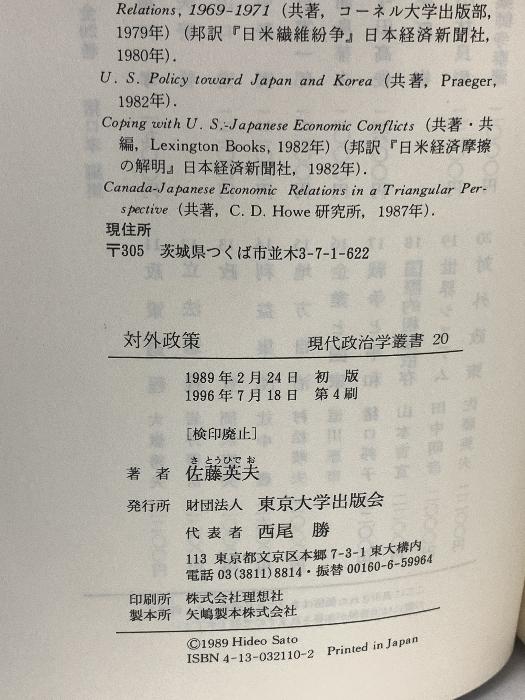 Relations, 1969-1971 (共著, コーネル大学出版部,
1979年) (邦訳『日米繊維紛争』日本経済新聞社,
1980年).
U. S. Policy toward Japan and Korea (共著, Praeger,
1982年).
Coping with U. S.-Japanese Economic Conflicts (共著・共
編, Lexington Books, 1982年) (邦訳『日米経済摩擦
の解明』日本経済新聞社, 1982年).
Canada-Japanese Economic Relations in a Triangular Per-
spective (共著, C. D. Howe 研究所, 1987年).
現住所
〒305 茨城県つくば市並木3-7-1-622
対外政策 現代政治学叢書 20
1989年2月24日 初版
1996年7月18日 第4刷
[検印廃止]
さとうひでお
著者 佐藤英夫
発行所 財団法人 東京大学出版会
代表者 西尾 勝
113 東京都文京区本郷7-3-1東大構内
電話03(3811)8814・振替00160-6-59964
印刷所 株式会社理想社
製本所 矢嶋製本株式会社
©1989 Hideo Sato
ISBN 4-13-032110-2 Printed in Japan